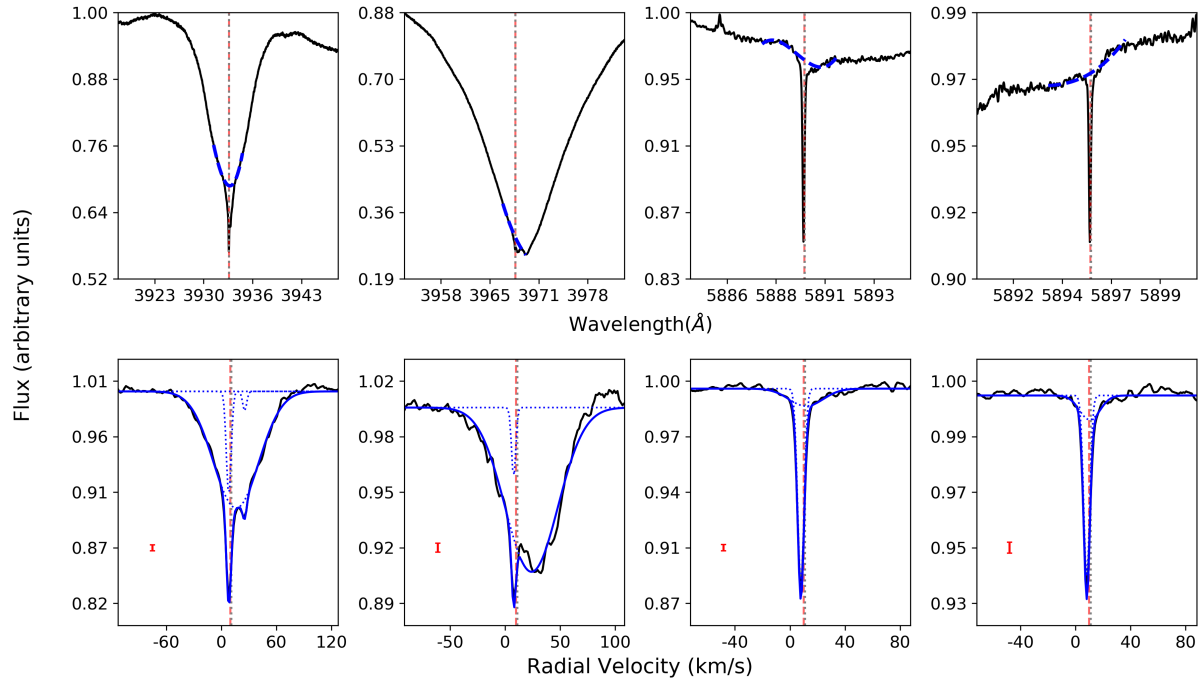 1.00 0.88 1.00 0.99
0.88 0.70 0.95 0.97
0.76 0.53 0.91 0.95
0.64 0.36 0.87 0.92
0.52 0.19 0.83 0.90
3923 3930 3936 3943 3958 3965 3971 3978 5886 5888 5891 5893 5892 5894 5897 5899
Wavelength(Å)
Flux (arbitrary units)
1.01 1.02 1.00 1.00
0.96 0.98 0.97 0.99
0.91 0.95 0.94 0.97
0.87 0.92 0.91 0.95
0.82 0.89 0.87 0.93
-60 0 60 120 -50 0 50 100 -40 0 40 80 -40 0 40 80
Radial Velocity (km/s)